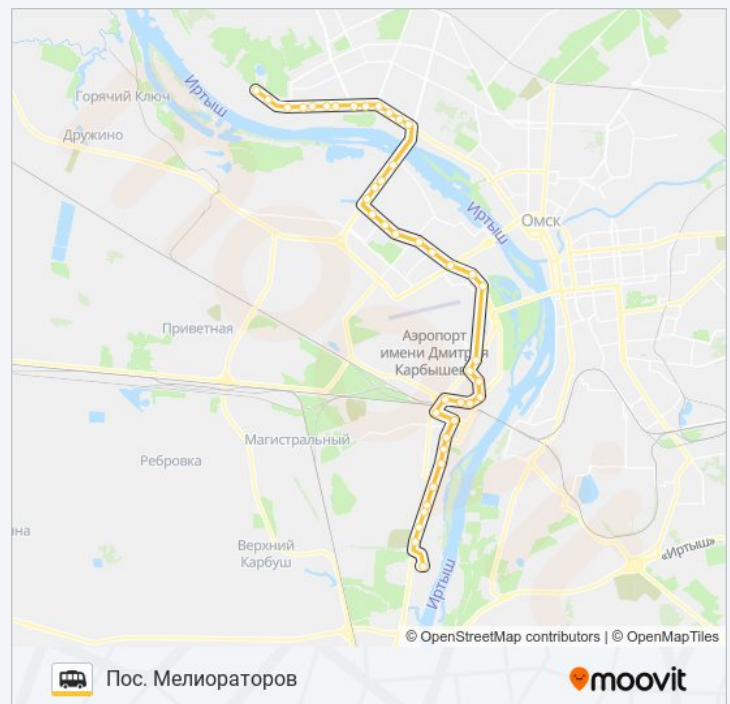 Иртыш
Горячий Ключ
Дружино
Иртыш
Омск
Приветная
Аэропорт
имени Дмитрия
Карбышева
Магистральный
Ребровка
Верхний
Карбуш
«Иртыш»
Иртыш
© OpenStreetMap contributors | © OpenMapTiles
Пос. Мелиораторов
moovit